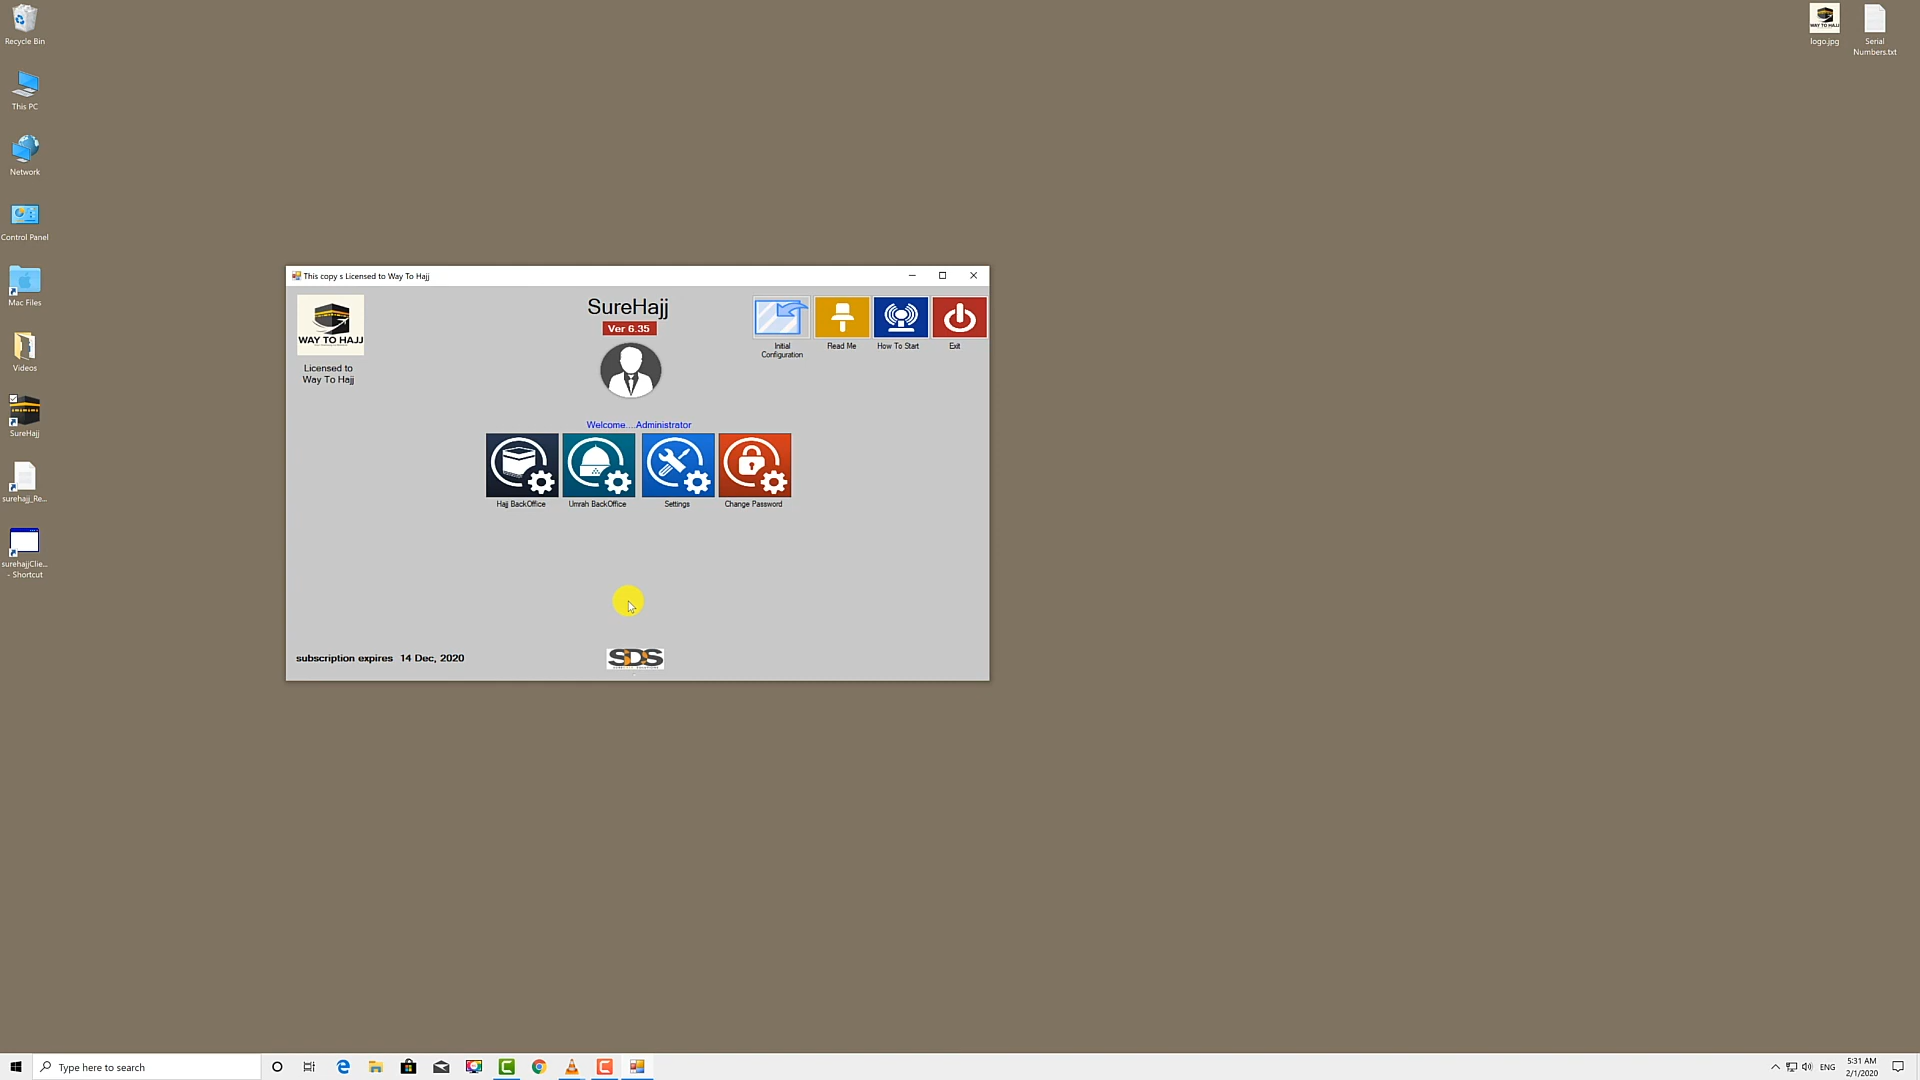 Recycle Bin
This PC
Network
Control Panel
Mac Files
Videos
SureHajj
surehajj_Re...
surehajjClie...
- Shortcut
logo.jpg
Serial
Numbers.txt
This copy s Licensed to Way To Hajj
WAY TO HAJJ
Licensed to
Way To Hajj
SureHajj
Ver 6.35
Initial
Configuration
Read Me
How To Start
Exit
Welcome....Administrator
Hajj BackOffice
Umrah BackOffice
Settings
Change Password
subscription expires 14 Dec, 2020
SDS
Type here to search
ENG
5:31 AM
2/1/2020